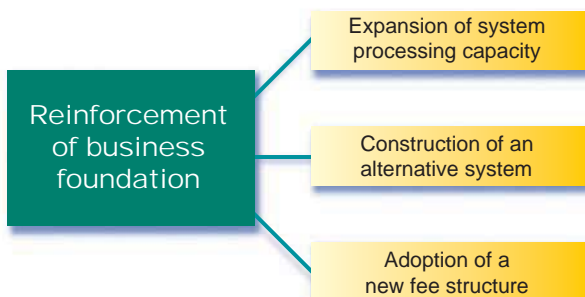 Reinforcement
of business
foundation
Expansion of system
processing capacity
Construction of an
alternative system
Adoption of a
new fee structure